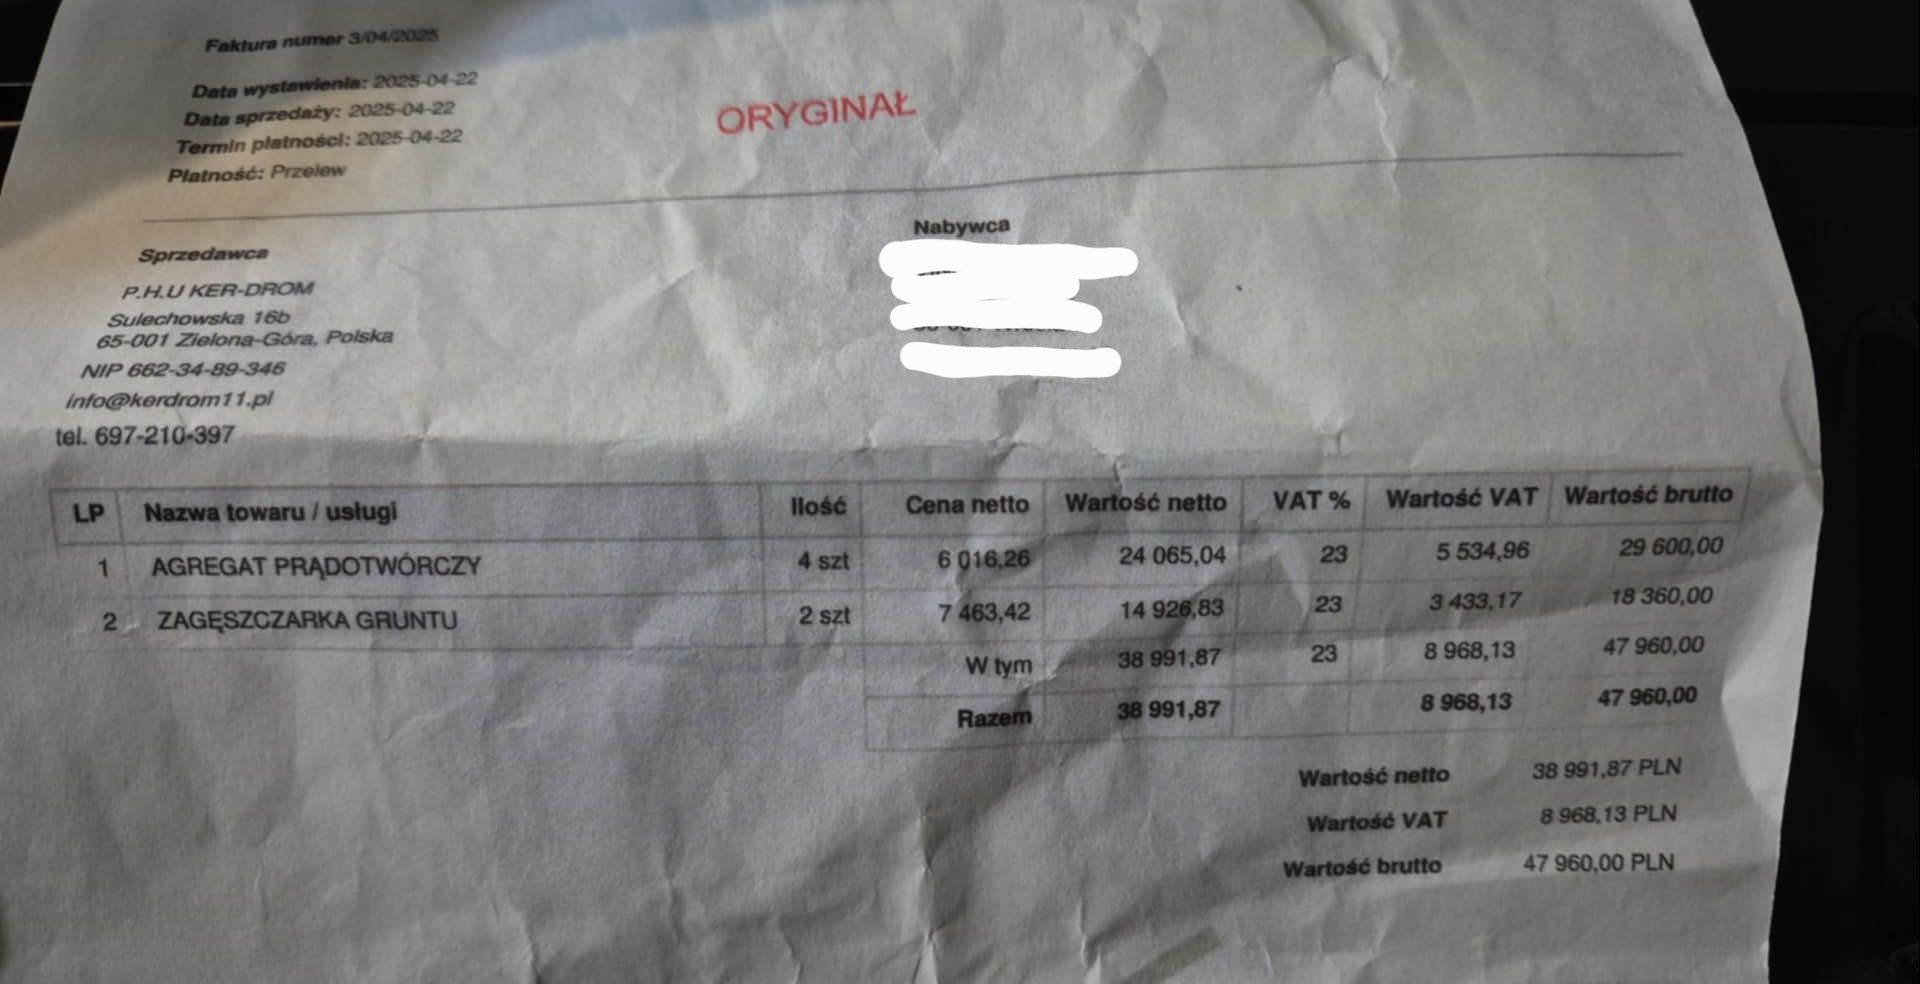 Faktura numer 3/04/2025
Data wystawienia: 2025-04-22
Data sprzedaży: 2025-04-22
Termin płatności: 2025-04-22
Płatność: Przelew
ORYGINAŁ
Sprzedawca
P.H.U KER-DROM
Sulechowska 16b
65-001 Zielona-Góra, Polska
NIP 662-34-89-346
info@kerdrom11.pl
tel. 697-210-397
Nabywca
LP Nazwa towaru / usługi Ilość Cena netto Wartość netto VAT % Wartość VAT Wartość brutto
1 AGREGAT PRĄDOTWÓRCZY 4 szt 6 016,26 24 065,04 23 5 534,96 29 600,00
2 ZAGĘSZCZARKA GRUNTU 2 szt 7 463,42 14 926,83 23 3 433,17 18 360,00
W tym 38 991,87 23 8 968,13 47 960,00
Razem 38 991,87 8 968,13 47 960,00
Wartość netto 38 991,87 PLN
Wartość VAT 8 968,13 PLN
Wartość brutto 47 960,00 PLN